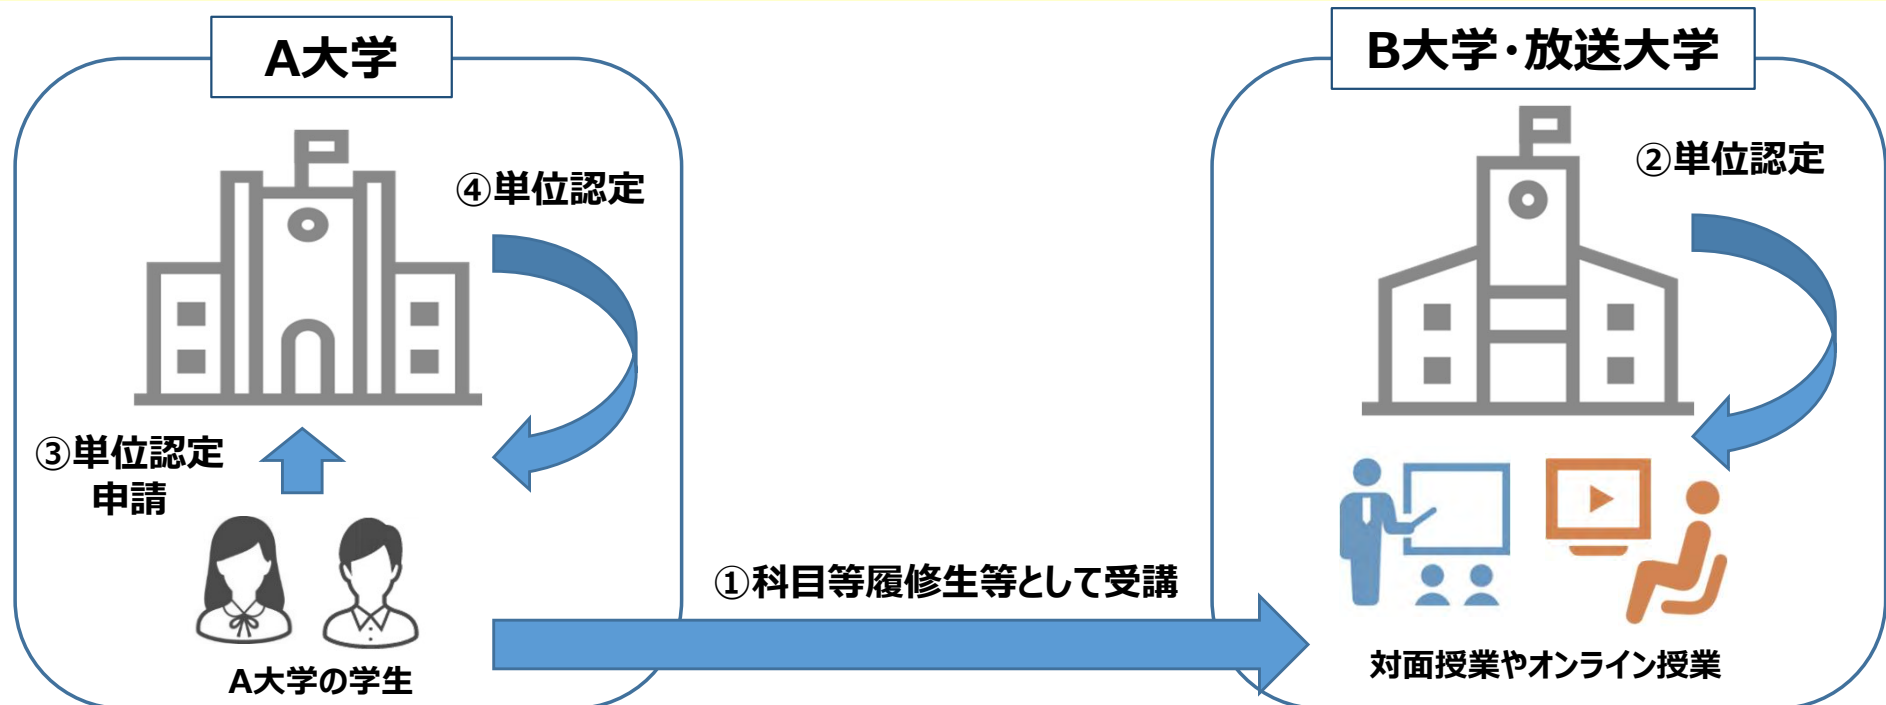 A大学
④単位認定
③単位認定
申請
A大学の学生
①科目等履修生等として受講
B大学・放送大学
②単位認定
対面授業やオンライン授業